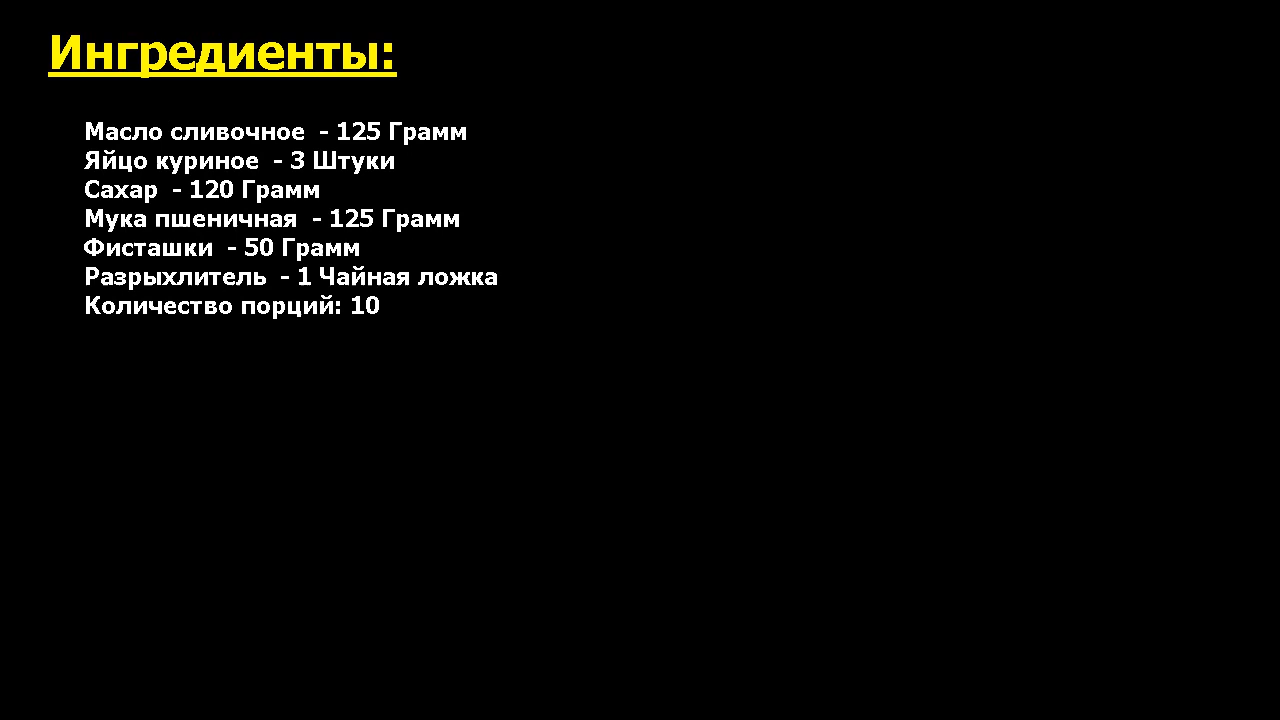 Ингредиенты:
Масло сливочное  - 125 Грамм
Яйцо куриное  - 3 Штуки
Сахар  - 120 Грамм
Мука пшеничная  - 125 Грамм
Фисташки  - 50 Грамм
Разрыхлитель  - 1 Чайная ложка
Количество порций: 10